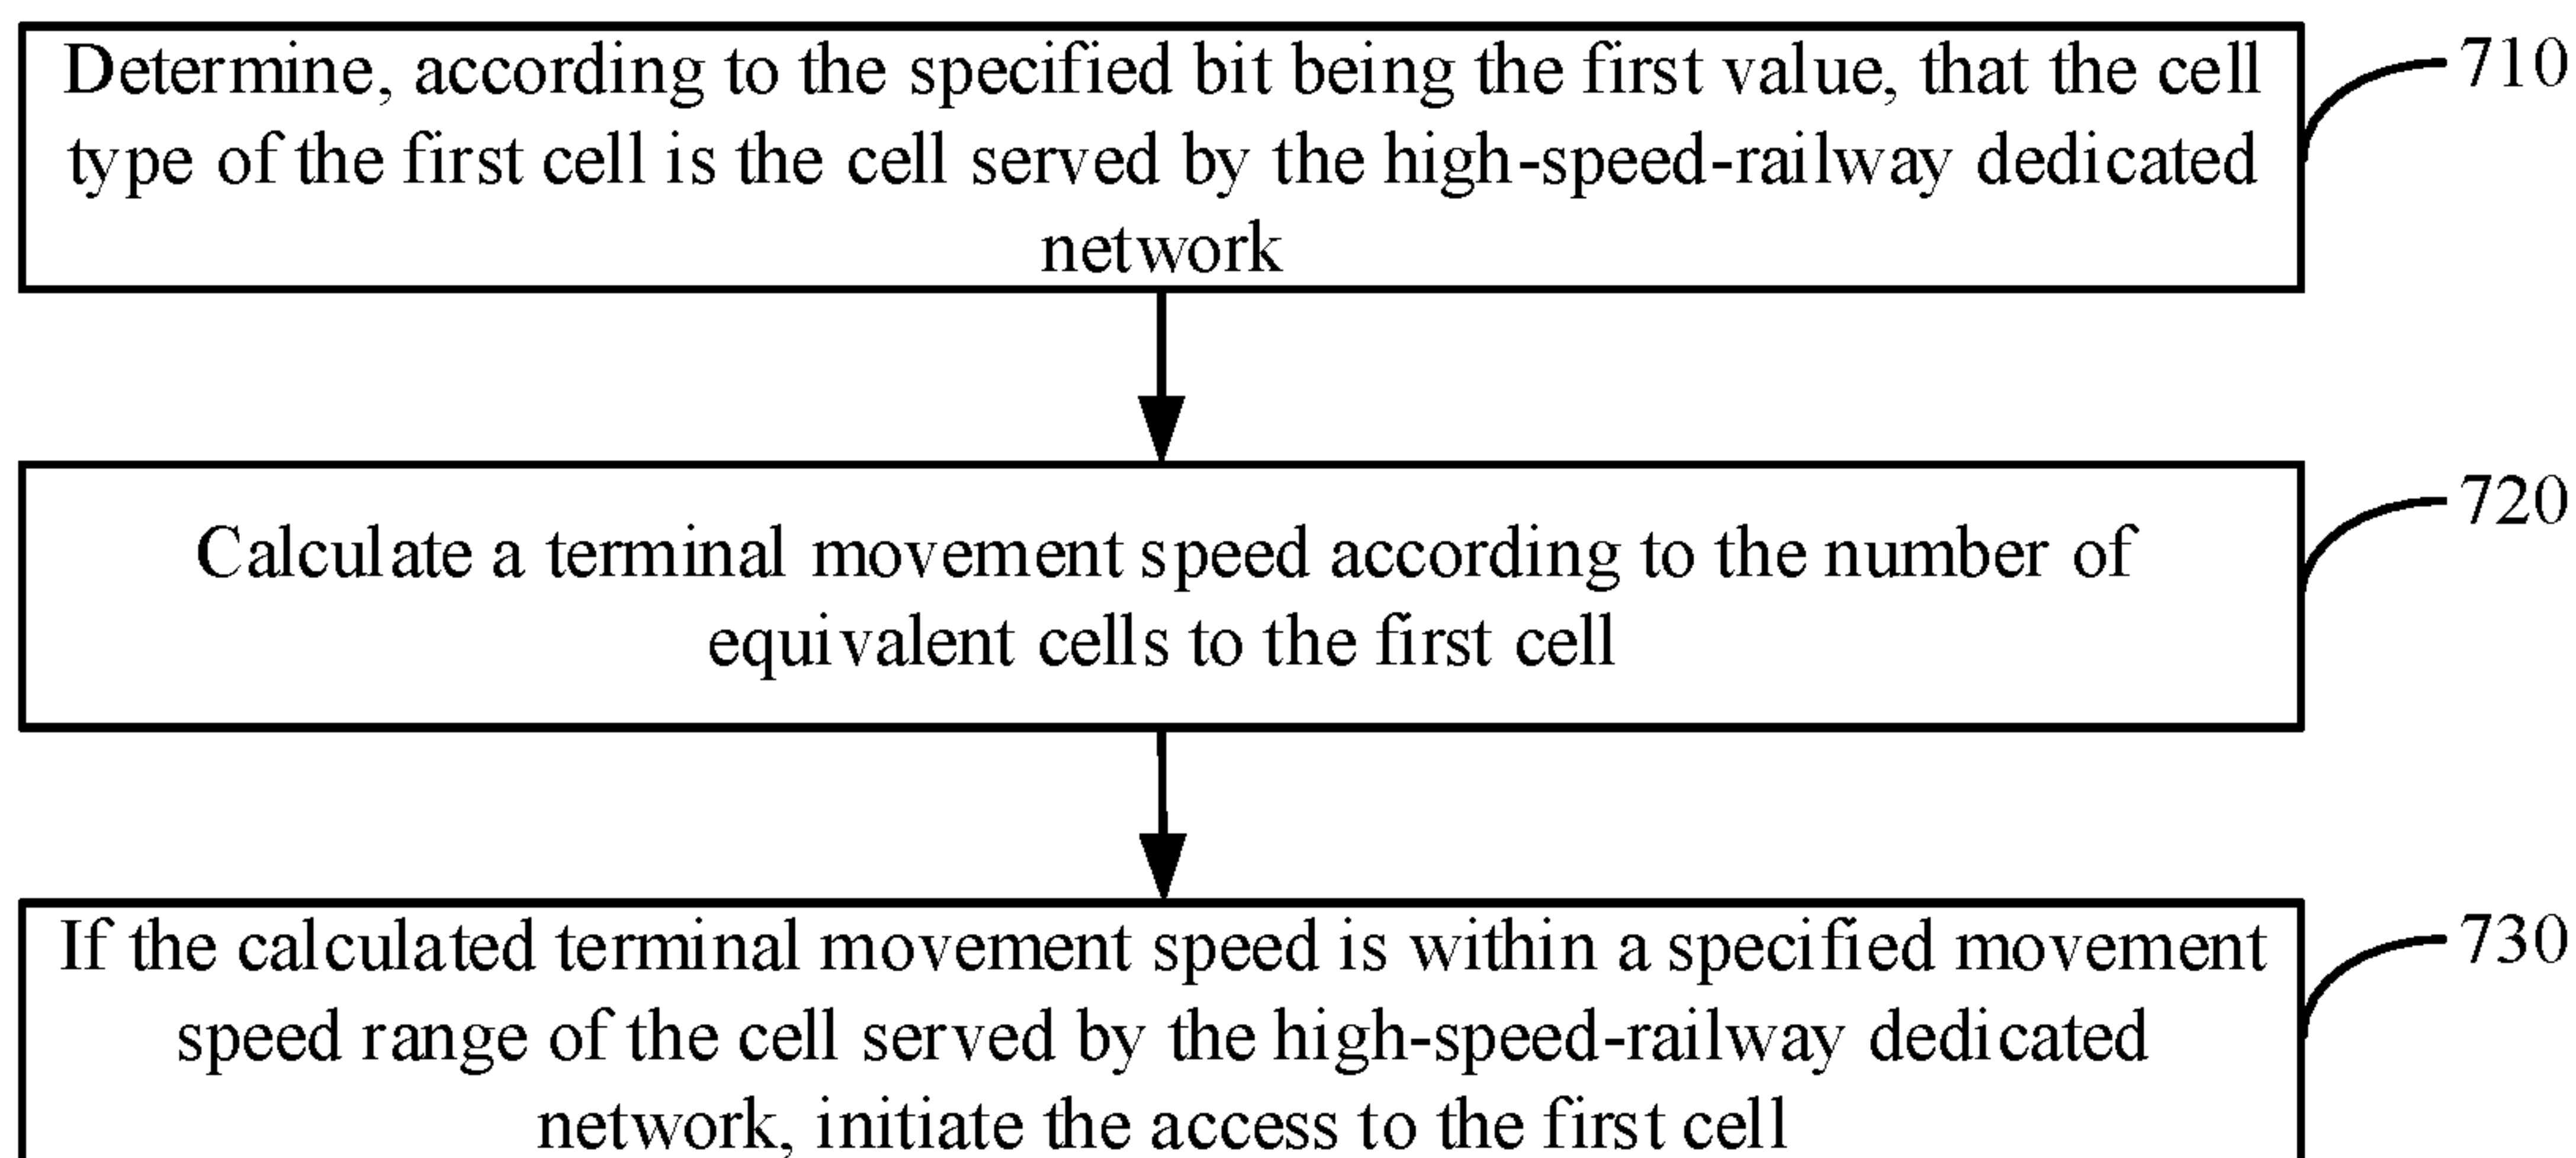 Determine, according to the specified bit being the first value, that the cell
type of the first cell is the cell served by the high-speed-railway dedicated
network
710
Calculate a terminal movement speed according to the number of
equivalent cells to the first cell
720
If the calculated terminal movement speed is within a specified movement
speed range of the cell served by the high-speed-railway dedicated
network, initiate the access to the first cell
730